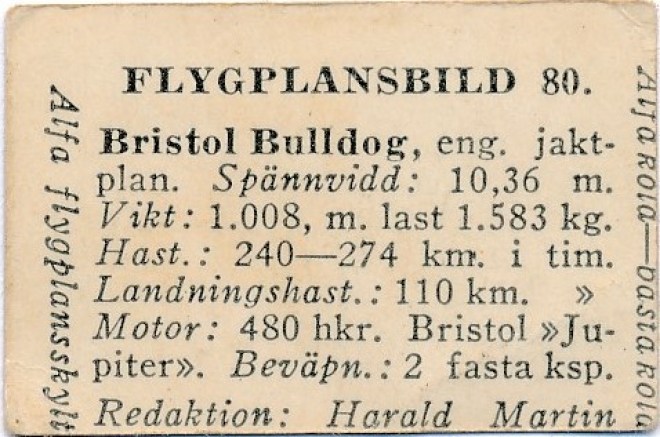 FLYGPLANSBILD 80.
Bristol Bulldog, eng. jakt-
plan. Spännvidd: 10,36 m.
Vikt: 1.008, m. last 1.583 kg.
Hast.: 240—274 km. i tim.
Landningshast.: 110 km. »
Motor: 480 hkr. Bristol »Ju-
piter». Beväpn.: 2 fasta ksp.
Redaktion: Harald Martin
Alfa flygplansskylt
Alfa kola—bästa kola